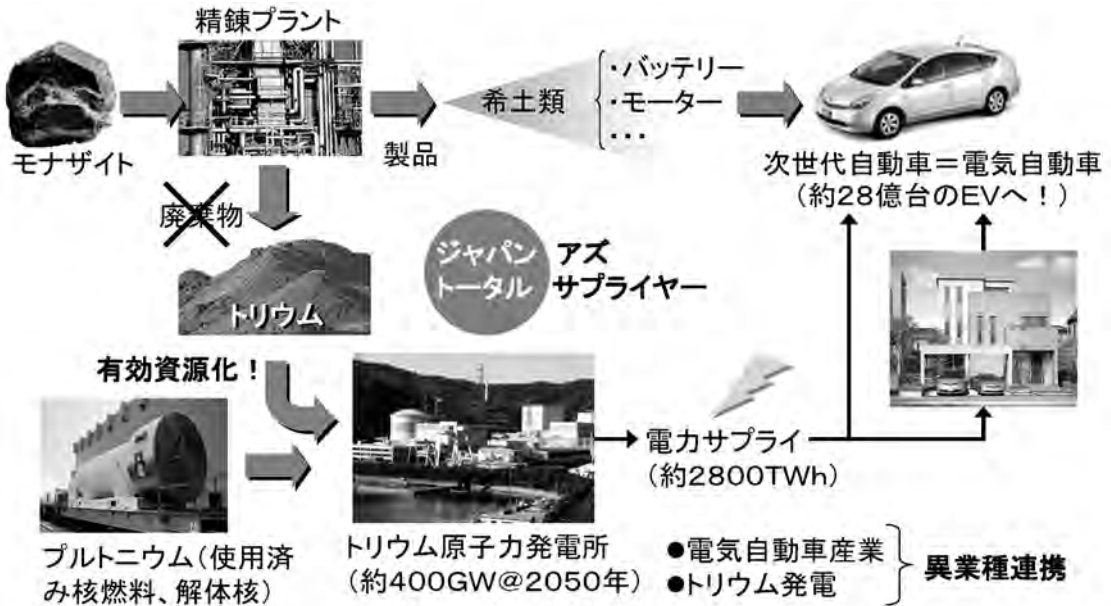 精錬プラント
モナザイト
製品
希土類
・バッテリー
・モーター
・・・
次世代自動車＝電気自動車
（約28億台のEVへ！）
廃棄物
トリウム
ジャパン アズ
トータル サプライヤー
有効資源化！
プルトニウム（使用済
み核燃料、解体核）
トリウム原子力発電所
（約400GW@2050年）
電力サプライ
（約2800TWh）
●電気自動車産業
●トリウム発電
異業種連携